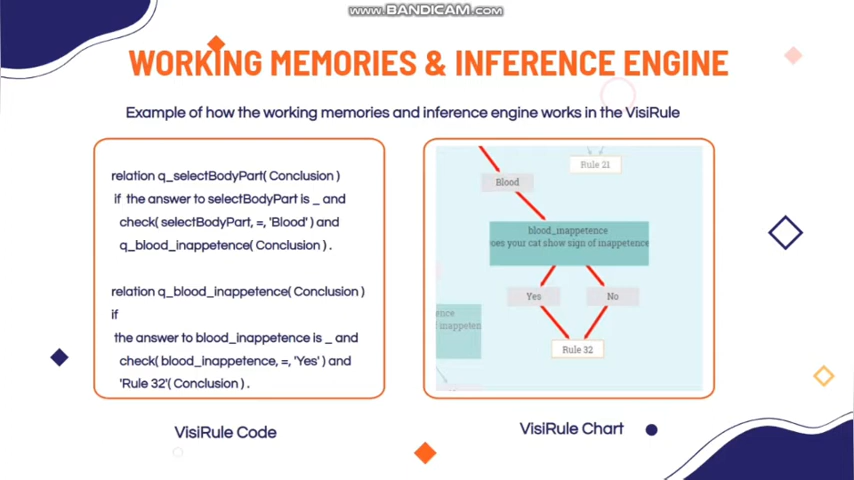 www.BANDICAM.com
WORKING MEMORIES & INFERENCE ENGINE
Example of how the working memories and inference engine works in the VisiRule
relation q_selectBodyPart( Conclusion )
if the answer to selectBodyPart is _ and
check( selectBodyPart, =, 'Blood' ) and
q_blood_inappetence( Conclusion ) .
relation q_blood_inappetence( Conclusion )
if
the answer to blood_inappetence is _ and
check( blood_inappetence, =, 'Yes' ) and
'Rule 32'( Conclusion ) .
VisiRule Code
Rule 21
Blood
blood_inappetence
oes your cat show sign of inappetence
Yes
No
ence
d inappeten
Rule 32
VisiRule Chart